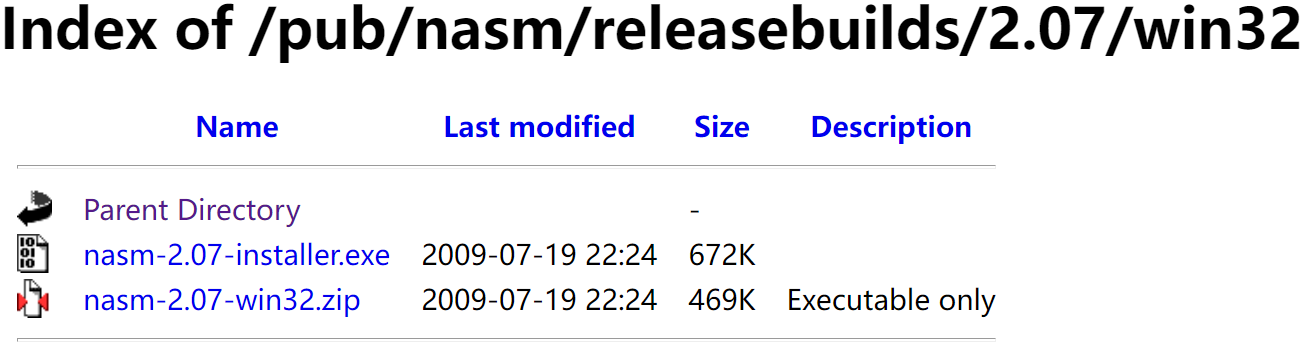 Index of /pub/nasm/releasebuilds/2.07/win32
Name Last modified Size Description
Parent Directory -
nasm-2.07-installer.exe 2009-07-19 22:24 672K
nasm-2.07-win32.zip 2009-07-19 22:24 469K Executable only